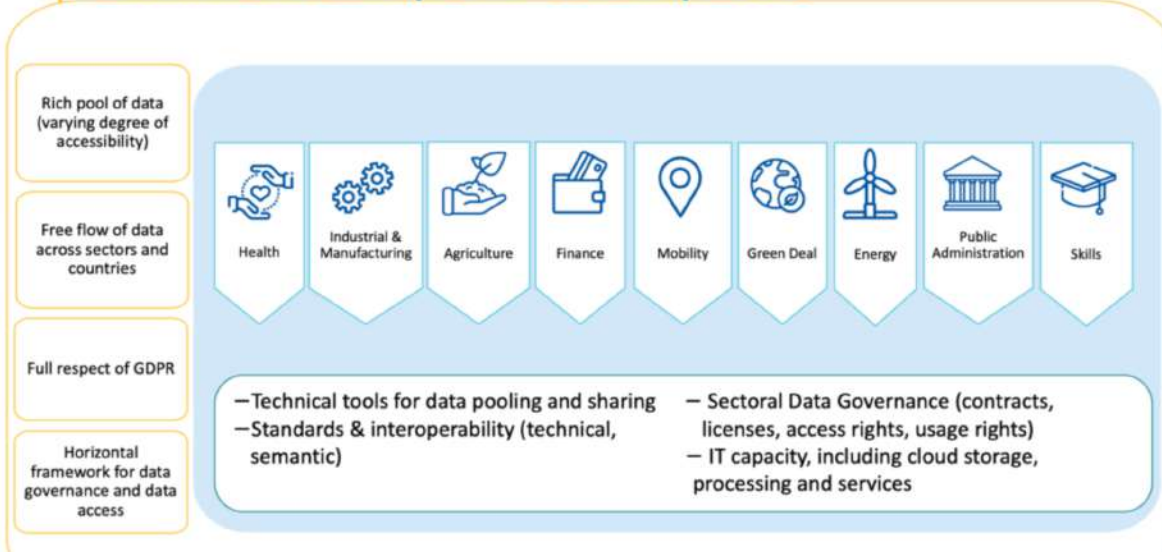 Rich pool of data
(varying degree of
accessibility)
Free flow of data
across sectors and
countries
Full respect of GDPR
Horizontal
framework for data
governance and data
access
Health
Industrial &
Manufacturing
Agriculture
Finance
Mobility
Green Deal
Energy
Public
Administration
Skills
—Technical tools for data pooling and sharing
—Standards & interoperability (technical,
semantic)
— Sectoral Data Governance (contracts,
licenses, access rights, usage rights)
— IT capacity, including cloud storage,
processing and services